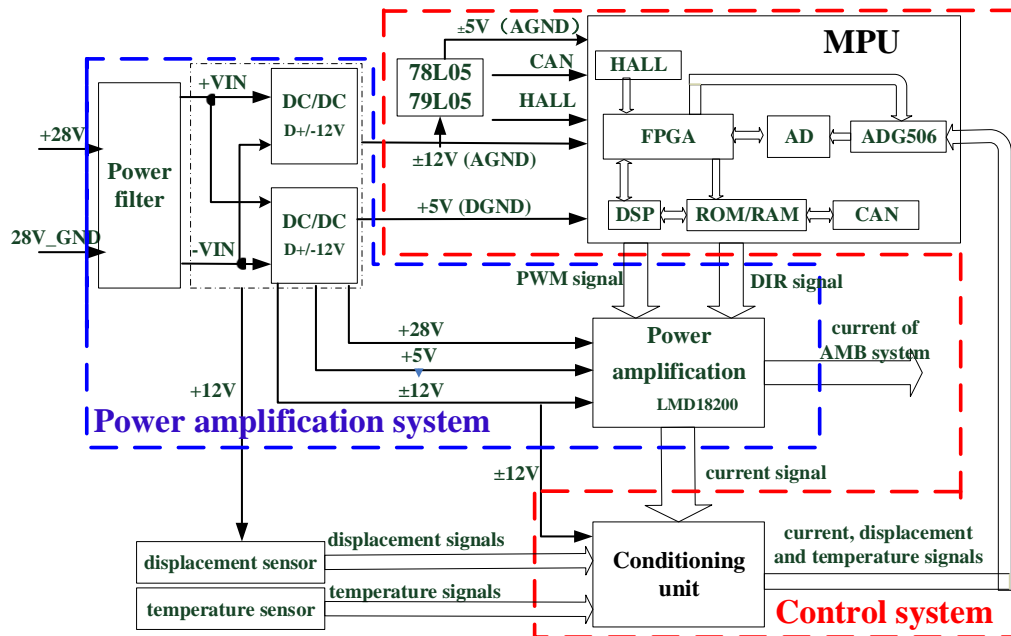 ±5V（AGND）
MPU
78L05
79L05
CAN
HALL
HALL
+VIN
DC/DC
D+/-12V
FPGA
AD
ADG506
+28V
Power
filter
±12V (AGND)
DC/DC
D+/-12V
+5V (DGND)
DSP
ROM/RAM
CAN
28V_GND
-VIN
PWM signal
DIR signal
+28V
+5V
±12V
+12V
Power
amplification
LMD18200
current of
AMB system
Power amplification system
±12V
current signal
displacement signals
displacement sensor
temperature signals
temperature sensor
Conditioning
unit
current, displacement
and temperature signals
Control system